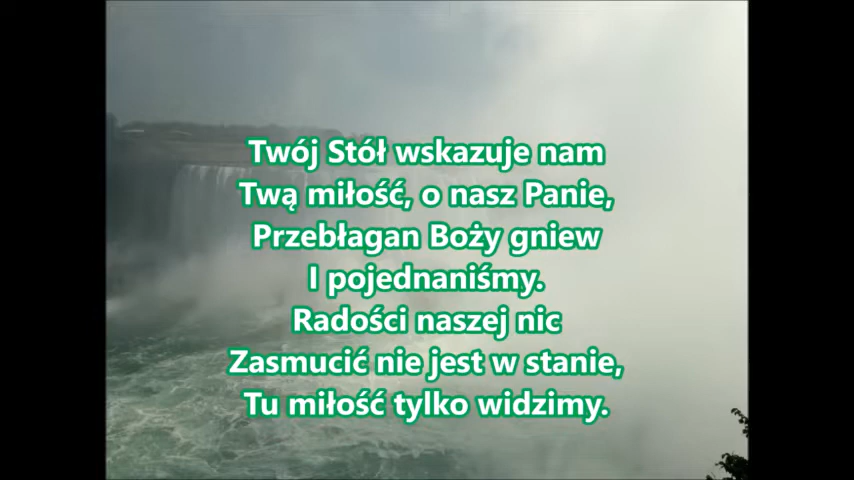 Twój Stół wskazuje nam
Twą miłość, o nasz Panie,
Przebłagan Boży gniew
I pojednaniśmy.
Radości naszej nic
Zasmucić nie jest w stanie,
Tu miłość tylko widzimy.